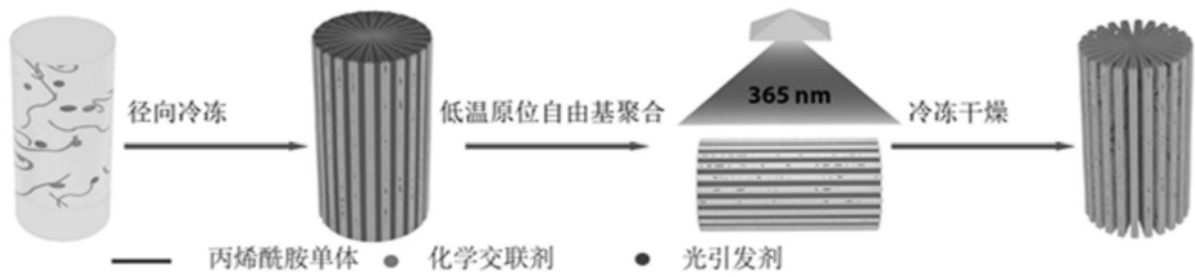 径向冷冻
低温原位自由基聚合
365 nm
冷冻干燥
丙烯酰胺单体
化学交联剂
光引发剂